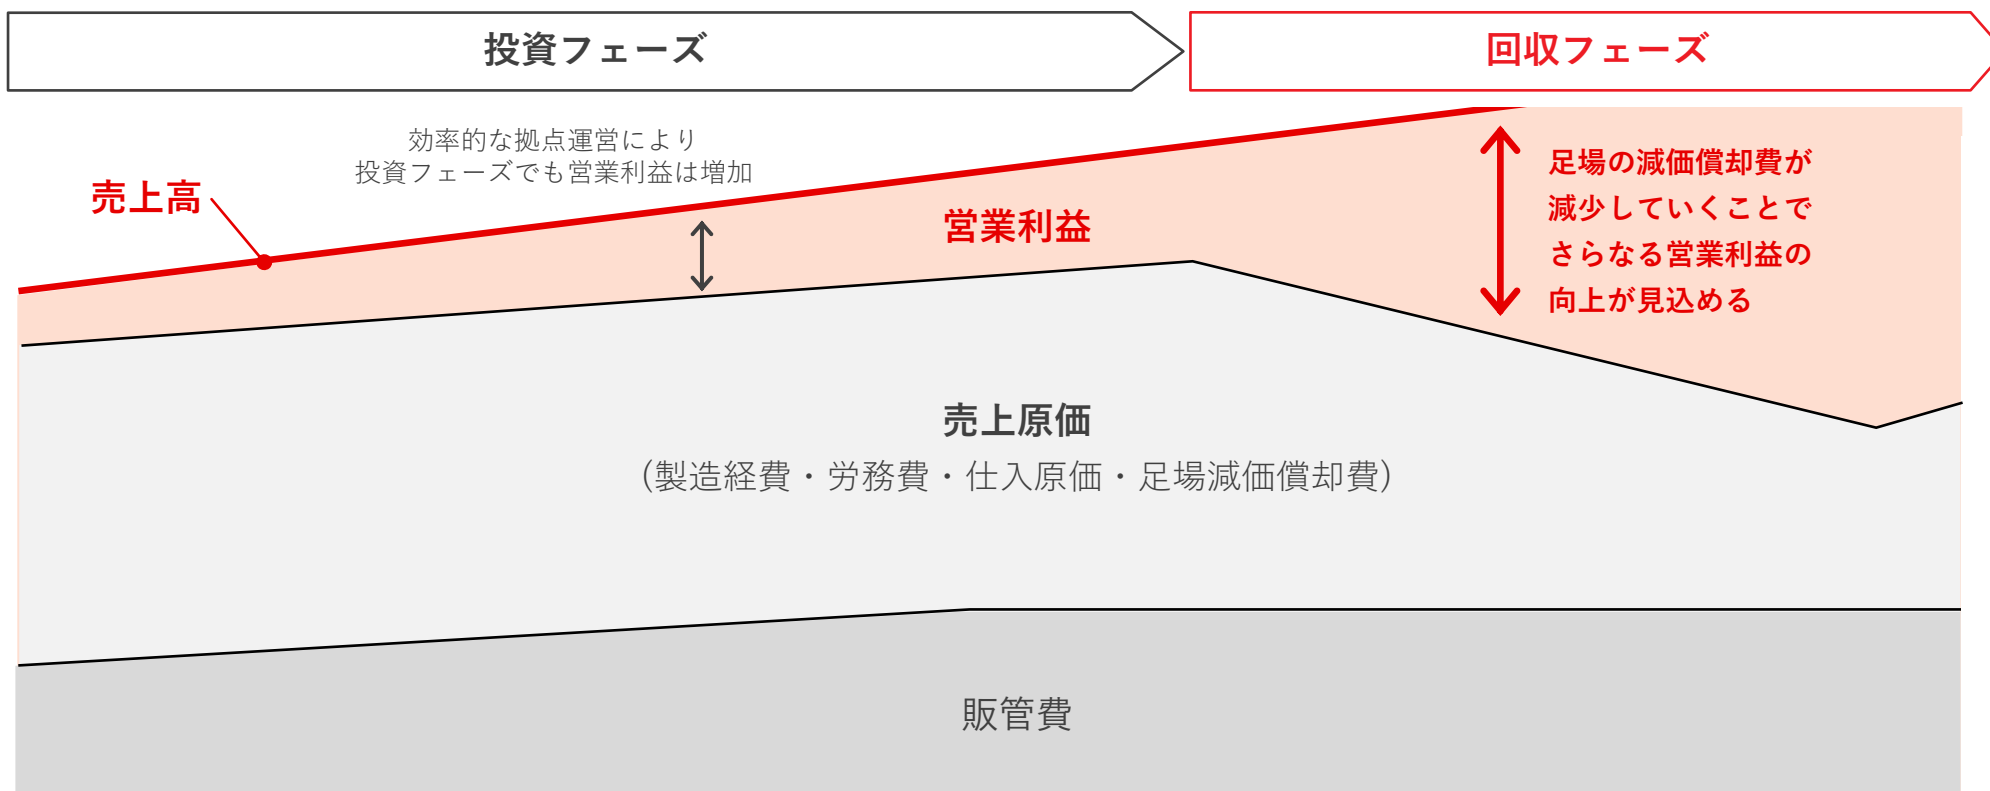 投資フェーズ
回収フェーズ
効率的な拠点運営により
投資フェーズでも営業利益は増加
売上高
営業利益
足場の減価償却費が
減少していくことで
さらなる営業利益の
向上が見込める
売上原価
（製造経費・労務費・仕入原価・足場減価償却費）
販管費